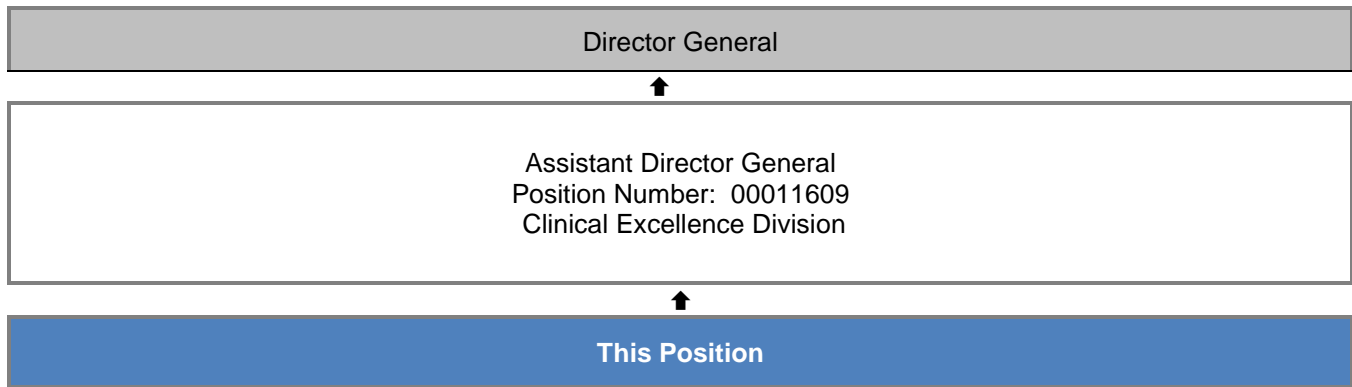 Director General
Assistant Director General
Position Number: 00011609
Clinical Excellence Division
This Position